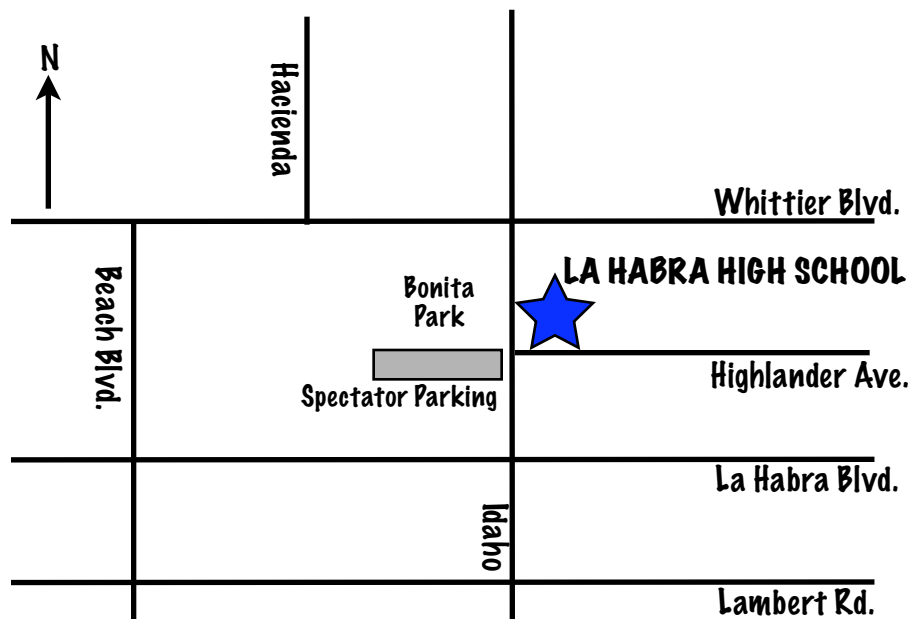 N
Hacienda
Whittier Blvd.
LA HABRA HIGH SCHOOL
Beach Blvd.
Bonita
Park
Highlander Ave.
Spectator Parking
La Habra Blvd.
Idaho
Lambert Rd.